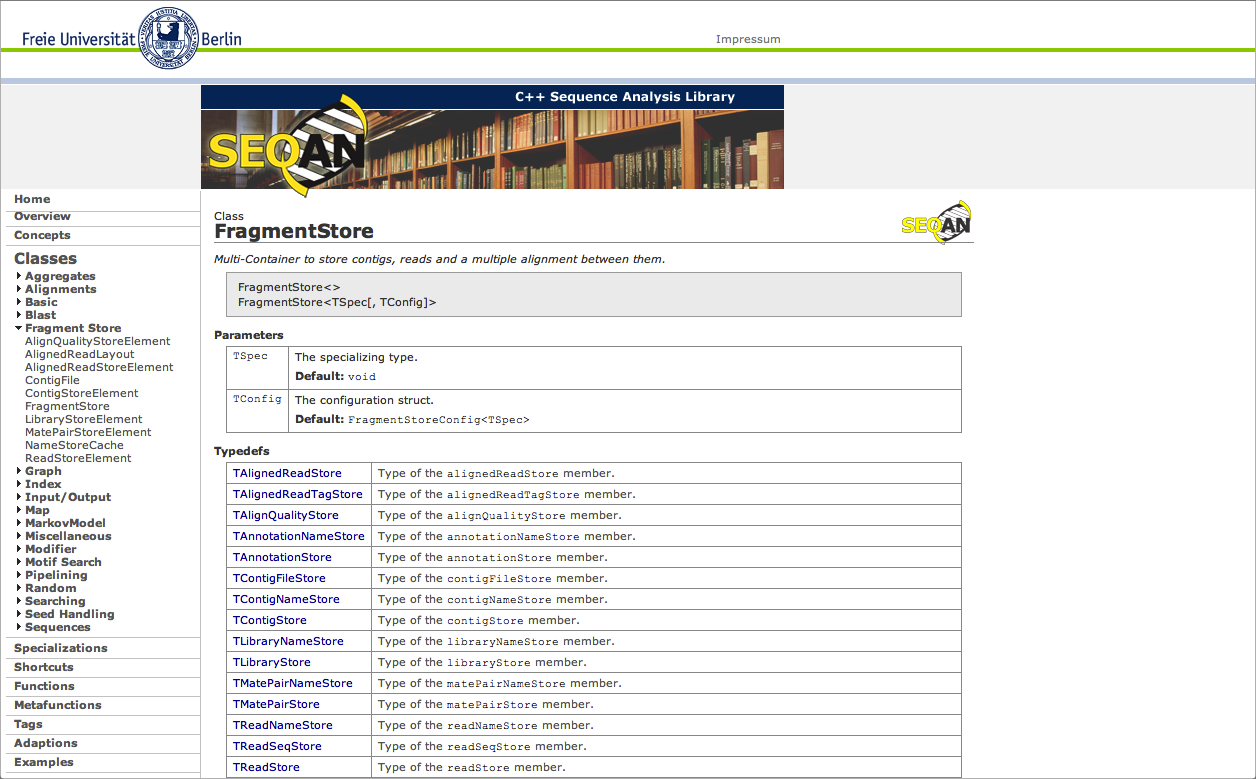 Freie Universität Berlin
Impressum
C++ Sequence Analysis Library
SEQAN
Home
Overview
Concepts
Classes
Aggregates
Alignments
Basic
Blast
Fragment Store
AlignQualityStoreElement
AlignedReadLayout
AlignedReadStoreElement
ContigFile
ContigStoreElement
FragmentStore
LibraryStoreElement
MatePairStoreElement
NameStoreCache
ReadStoreElement
Graph
Index
Input/Output
Map
MarkovModel
Miscellaneous
Modifier
Motif Search
Pipelining
Random
Searching
Seed Handling
Sequences
Specializations
Shortcuts
Functions
Metafunctions
Tags
Adaptions
Examples
Class
FragmentStore
SEQAN
Multi-Container to store contigs, reads and a multiple alignment between them.
FragmentStore<>
FragmentStore<TSpec[, TConfig]>
Parameters
TSpec The specializing type.
Default: void
TConfig The configuration struct.
Default: FragmentStoreConfig<TSpec>
Typedefs
TAlignedReadStore Type of the alignedReadStore member.
TAlignedReadTagStore Type of the alignedReadTagStore member.
TAlignQualityStore Type of the alignQualityStore member.
TAnnotationNameStore Type of the annotationNameStore member.
TAnnotationStore Type of the annotationStore member.
TContigFileStore Type of the contigFileStore member.
TContigNameStore Type of the contigNameStore member.
TContigStore Type of the contigStore member.
TLibraryNameStore Type of the libraryNameStore member.
TLibraryStore Type of the libraryStore member.
TMatePairNameStore Type of the matePairNameStore member.
TMatePairStore Type of the matePairStore member.
TReadNameStore Type of the readNameStore member.
TReadSeqStore Type of the readSeqStore member.
TReadStore Type of the readStore member.